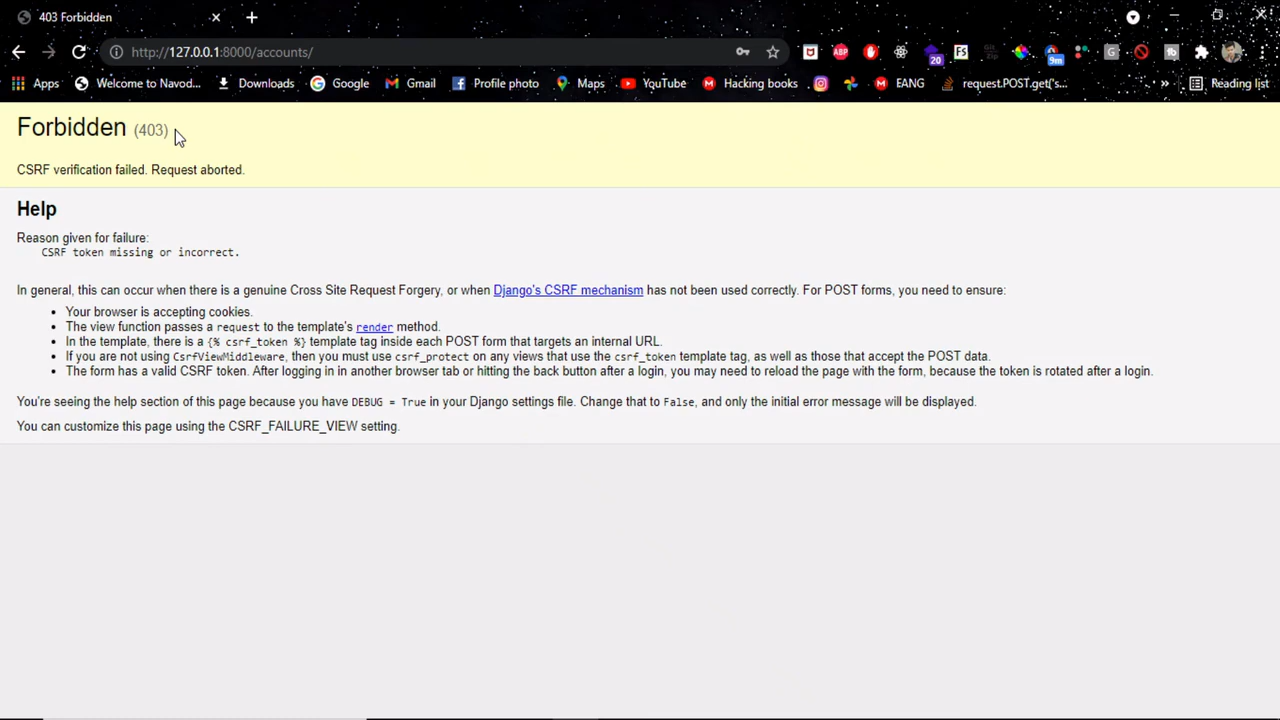 403 Forbidden
http://127.0.0.1:8000/accounts/
ABP
FS
20
9m
G
Apps
Welcome to Navod...
Downloads
Google
Gmail
Profile photo
Maps
YouTube
Hacking books
EANG
request.POST.get('s...
»
Reading list
Forbidden (403)
CSRF verification failed. Request aborted.
Help
Reason given for failure:
CSRF token missing or incorrect.
In general, this can occur when there is a genuine Cross Site Request Forgery, or when Django's CSRF mechanism has not been used correctly. For POST forms, you need to ensure:
• Your browser is accepting cookies.
• The view function passes a request to the template's render method.
• In the template, there is a {% csrf_token %} template tag inside each POST form that targets an internal URL.
• If you are not using CsrfViewMiddleware, then you must use csrf_protect on any views that use the csrf_token template tag, as well as those that accept the POST data.
• The form has a valid CSRF token. After logging in in another browser tab or hitting the back button after a login, you may need to reload the page with the form, because the token is rotated after a login.
You're seeing the help section of this page because you have DEBUG = True in your Django settings file. Change that to False, and only the initial error message will be displayed.
You can customize this page using the CSRF_FAILURE_VIEW setting.